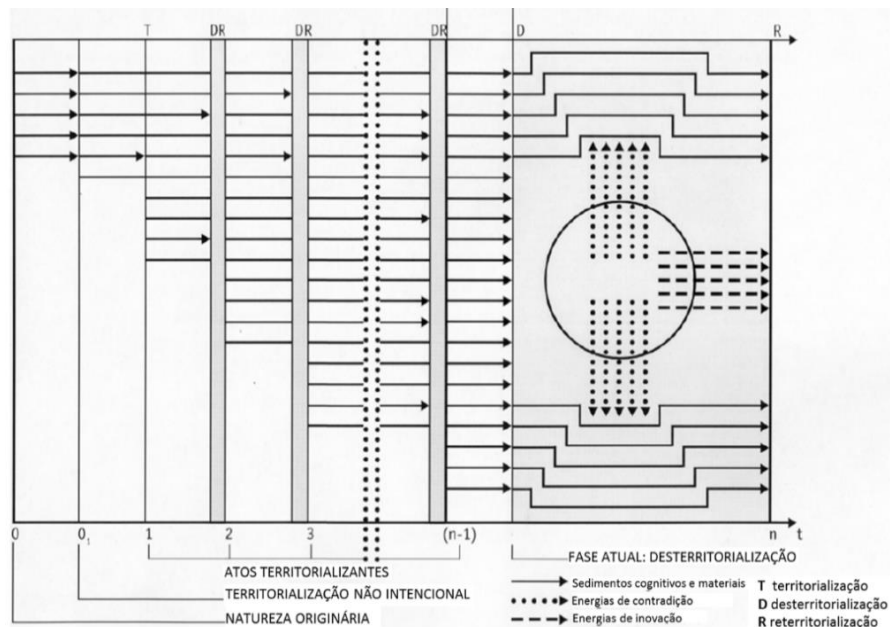 T DR DR DR D R
0 0₁ 1 2 3 (n-1) n t
ATOS TERRITORIALIZANTES
TERRITORIALIZAÇÃO NÃO INTENCIONAL
NATUREZA ORIGINÁRIA
FASE ATUAL: DESTERRITORIALIZAÇÃO
Sedimentos cognitivos e materiais
Energias de contradição
Energias de inovação
T territorialização
D desterritorialização
R reterritorialização